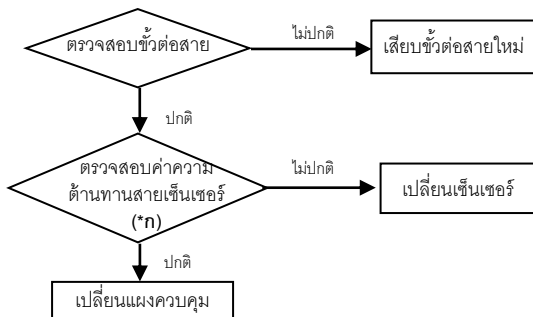 ตรวจสอบขั้วต่อสาย
ไม่ปกติ
เสียบขั้วต่อสายใหม่
ปกติ
ตรวจสอบค่าความ
ต้านทานสายเซ็นเซอร์
(*ก)
ไม่ปกติ
เปลี่ยนเซ็นเซอร์
ปกติ
เปลี่ยนแผงควบคุม